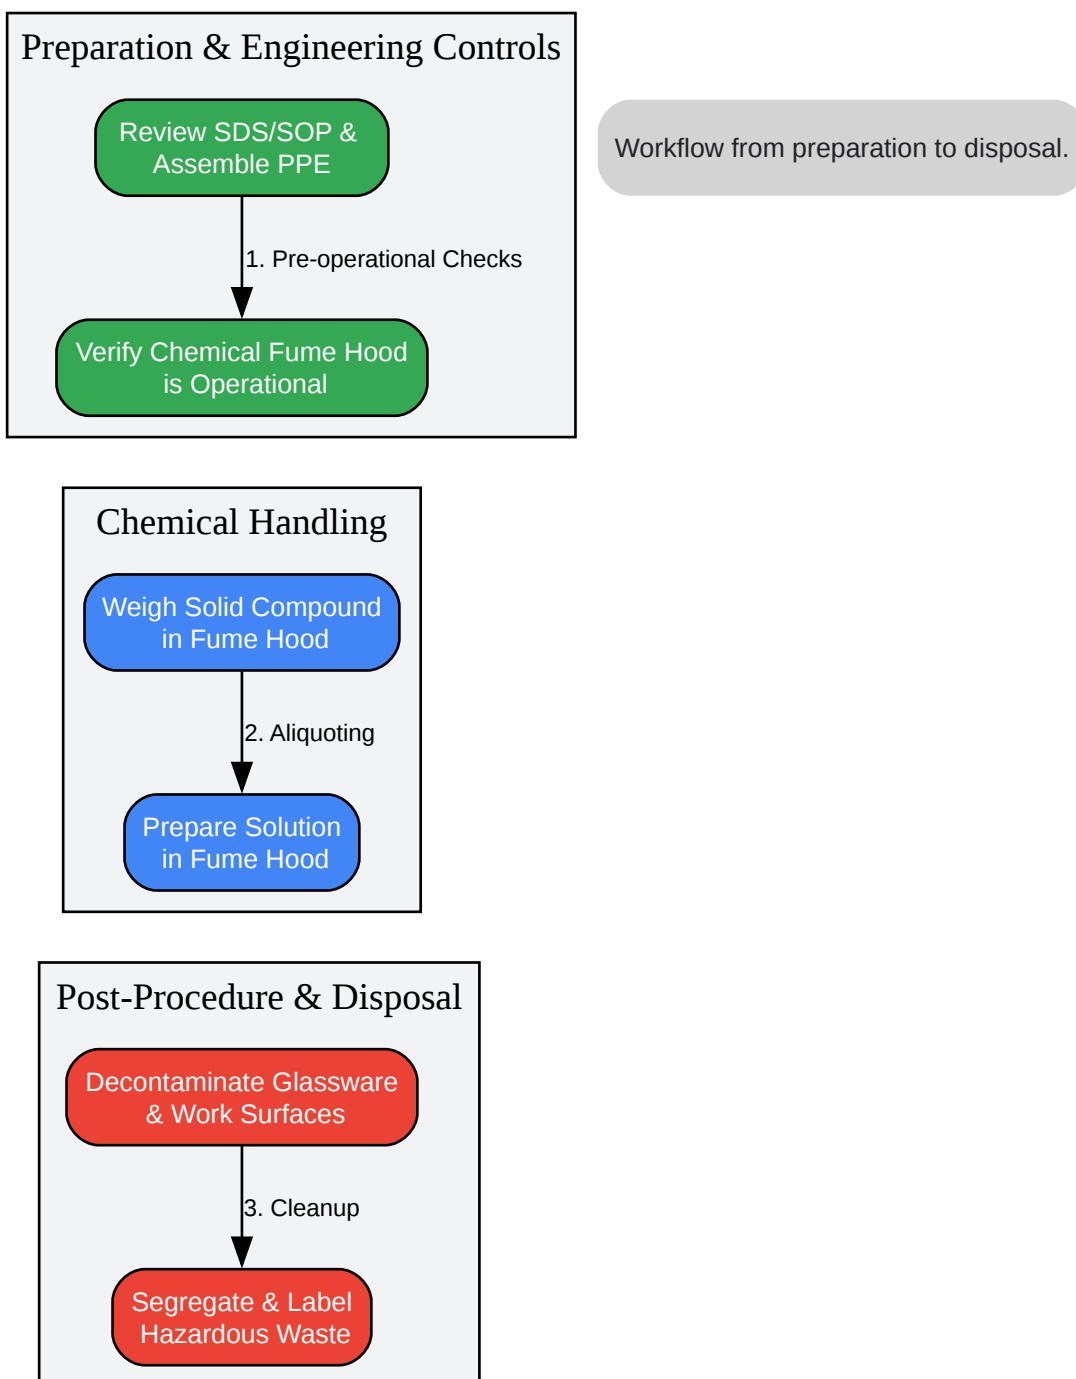 Preparation & Engineering Controls
Review SDS/SOP &
Assemble PPE
Workflow from preparation to disposal.
1. Pre-operational Checks
Verify Chemical Fume Hood
is Operational
Chemical Handling
Weigh Solid Compound
in Fume Hood
2. Aliquoting
Prepare Solution
in Fume Hood
Post-Procedure & Disposal
Decontaminate Glassware
& Work Surfaces
3. Cleanup
Segregate & Label
Hazardous Waste